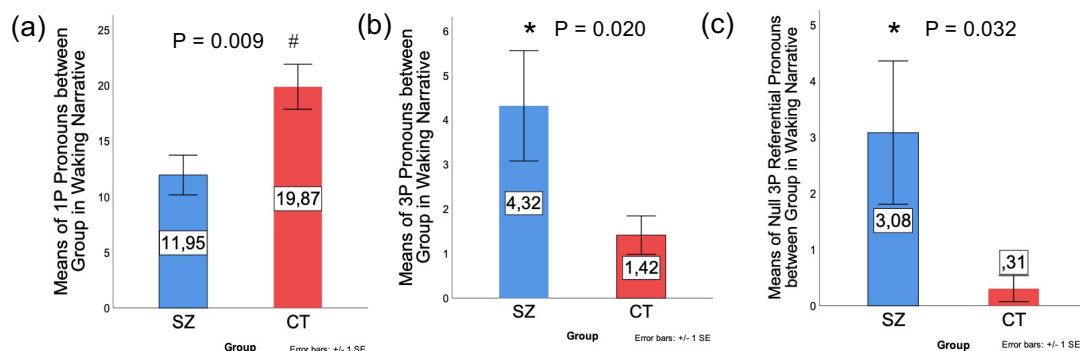 (a)
P = 0.009 #
Means of 1P Pronouns between
Group in Waking Narrative
25
20
15
10
5
0
11,95
19,87
SZ CT
Group Error bars: +/- 1 SE
(b)
* P = 0.020
Means of 3P Pronouns between
Group in Waking Narrative
6
5
4
3
2
1
0
4,32
1,42
SZ CT
Group Error bars: +/- 1 SE
(c)
* P = 0.032
Means of Null 3P Referential Pronouns
between Group in Waking Narrative
5
4
3
2
1
0
3,08
,31
SZ CT
Group Error bars: +/- 1 SE